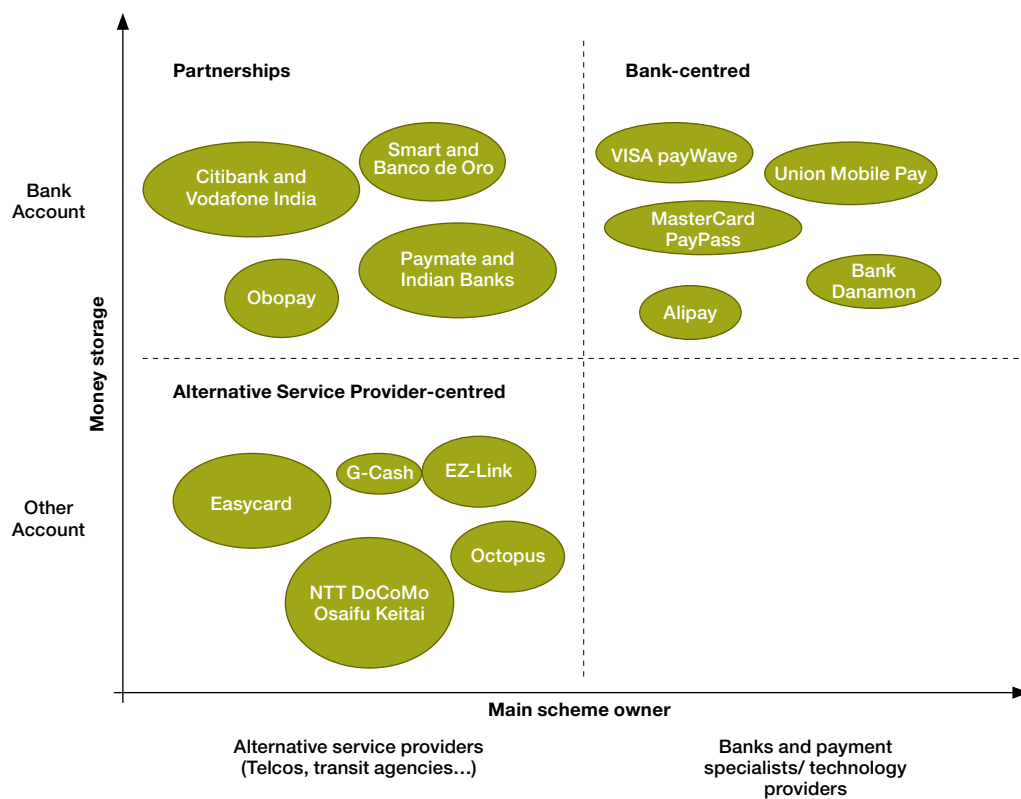 Partnerships
Bank-centred
Citibank and
Vodafone India
Smart and
Banco de Oro
Paymate and
Indian Banks
Obopay
VISA payWave
Union Mobile Pay
MasterCard
PayPass
Bank
Danamon
Alipay
Bank
Account
Money storage
Alternative Service Provider-centred
Easycard
G-Cash
EZ-Link
Octopus
NTT DoCoMo
Osaifu Keitai
Other
Account
Main scheme owner
Alternative service providers
(Telcos, transit agencies…)
Banks and payment
specialists/ technology
providers